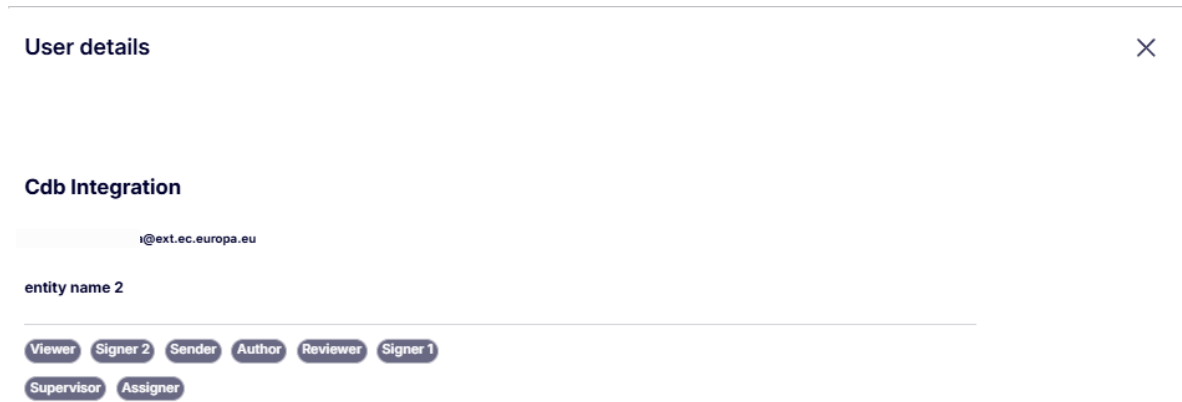 User details
Cdb Integration
@ext.ec.europa.eu
entity name 2
Viewer Signer 2 Sender Author Reviewer Signer 1
Supervisor Assigner